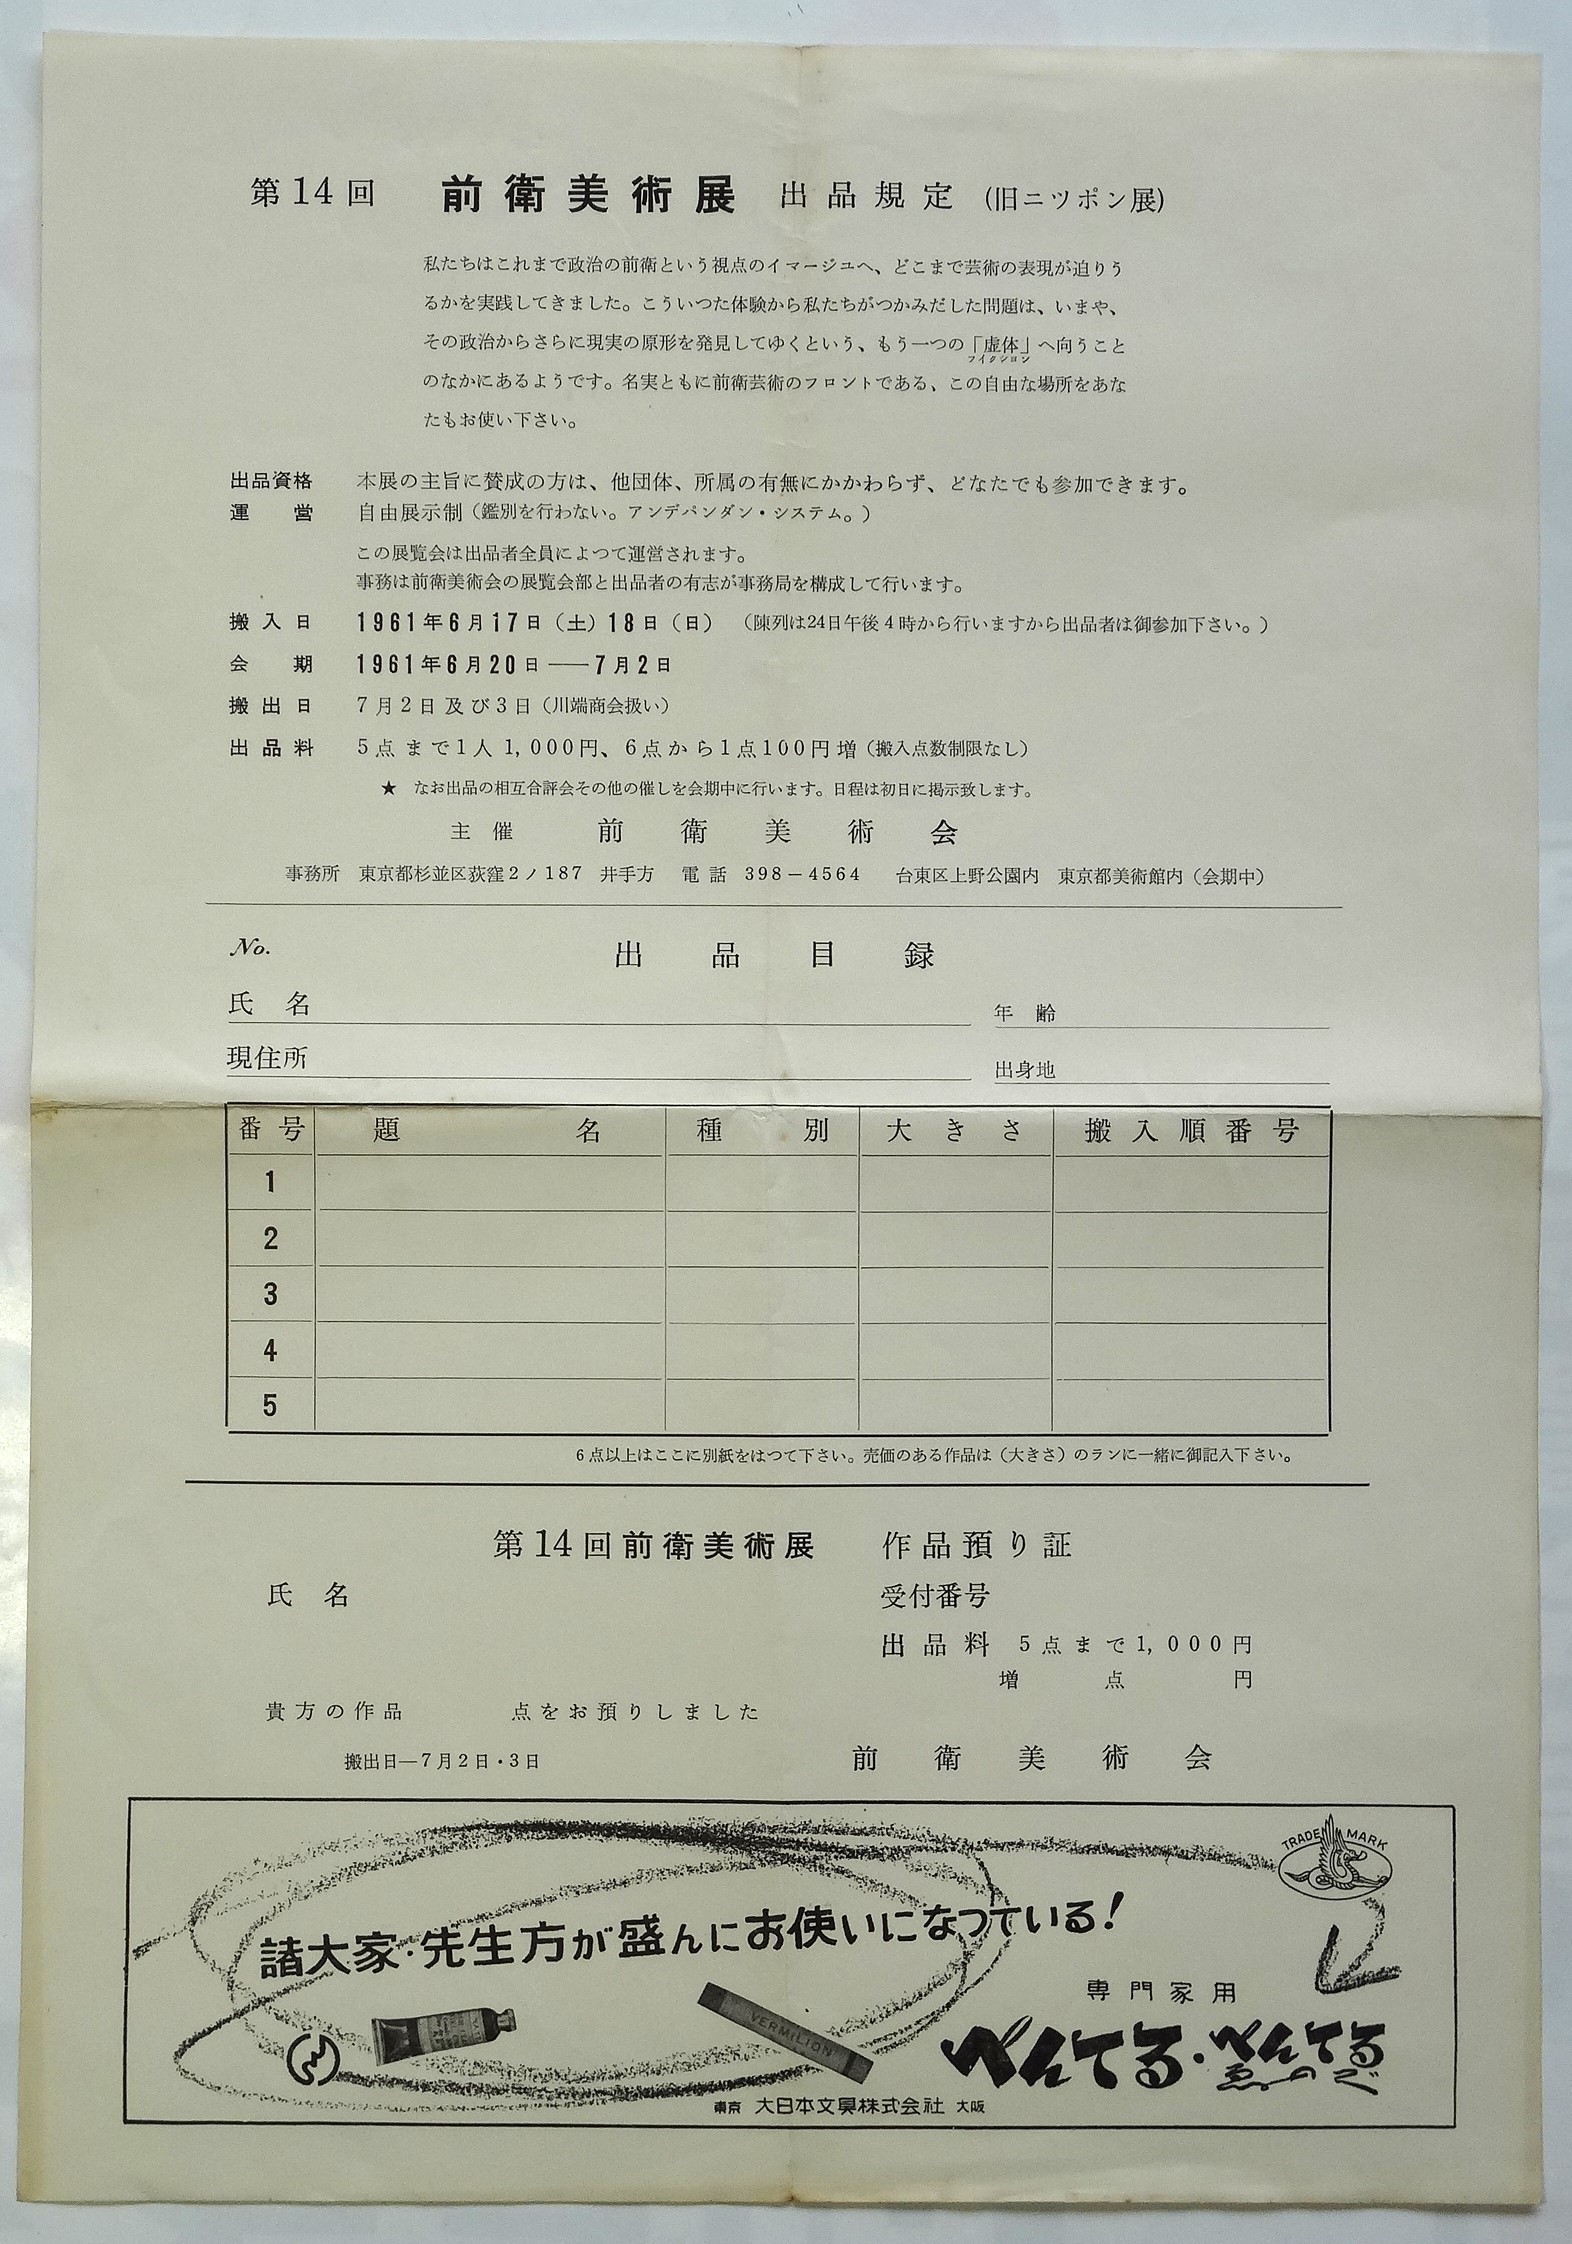 第14回 前衛美術展 出品規定 (旧ニツポン展)
私たちはこれまで政治の前衛という視点のイマージユへ、どこまで芸術の表現が迫りう
るかを実践してきました。こういつた体験から私たちがつかみだした問題は、いまや、
その政治からさらに現実の原形を発見してゆくという、もう一つの「虚体」へ向うこと
フイクシヨン
のなかにあるようです。名実ともに前衛芸術のフロントである、この自由な場所をあな
たもお使い下さい。
出品資格 本展の主旨に賛成の方は、他団体、所属の有無にかかわらず、どなたでも参加できます。
運営 自由展示制(鑑別を行わない。アンデパンダン・システム。)
この展覧会は出品者全員によつて運営されます。
事務は前衛美術会の展覧会部と出品者の有志が事務局を構成して行います。
搬入日 1961年6月17日(土)18日(日) (陳列は24日午後4時から行いますから出品者は御参加下さい。)
会期 1961年6月20日——7月2日
搬出日 7月2日及び3日(川端商会扱い)
出品料 5点まで1人1,000円、6点から1点100円増(搬入点数制限なし)
★ なお出品の相互合評会その他の催しを会期中に行います。日程は初日に掲示致します。
主催 前衛美術会
事務所 東京都杉並区荻窪2ノ187 井手方 電話 398-4564 台東区上野公園内 東京都美術館内(会期中)
No. 出品目録
氏名 年齢
現住所 出身地
番号 題名 種別 大きさ 搬入順番号
1
2
3
4
5
6点以上はここに別紙をはつて下さい。売価のある作品は(大きさ)のランに一緒に御記入下さい。
第14回前衛美術展 作品預り証
氏名 受付番号
出品料 5点まで1,000円
増 点 円
貴方の作品 点をお預りしました
搬出日—7月2日・3日 前衛美術会
TRADE MARK
諸大家・先生方が盛んにお使いになつている!
専門家用
VERMILION
ぺんてる・ぺんてる
ゑのぐ
東京 大日本文具株式会社 大阪